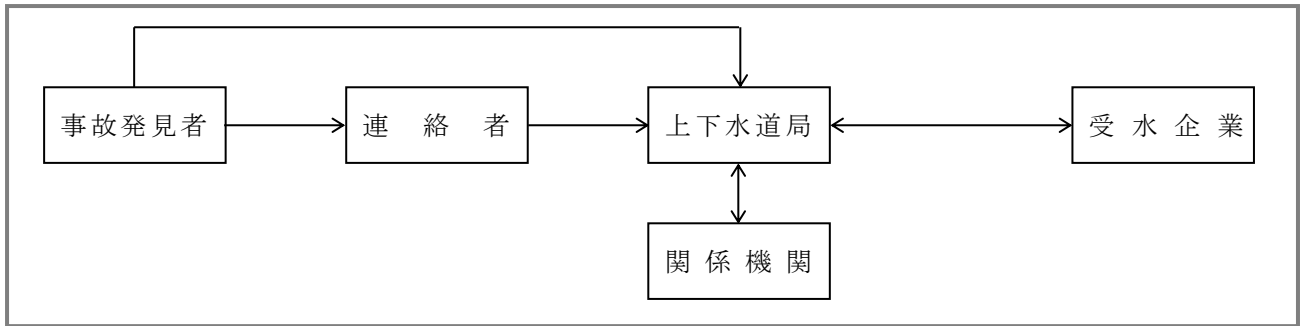 事故発見者
連絡者
上下水道局
受水企業
関係機関